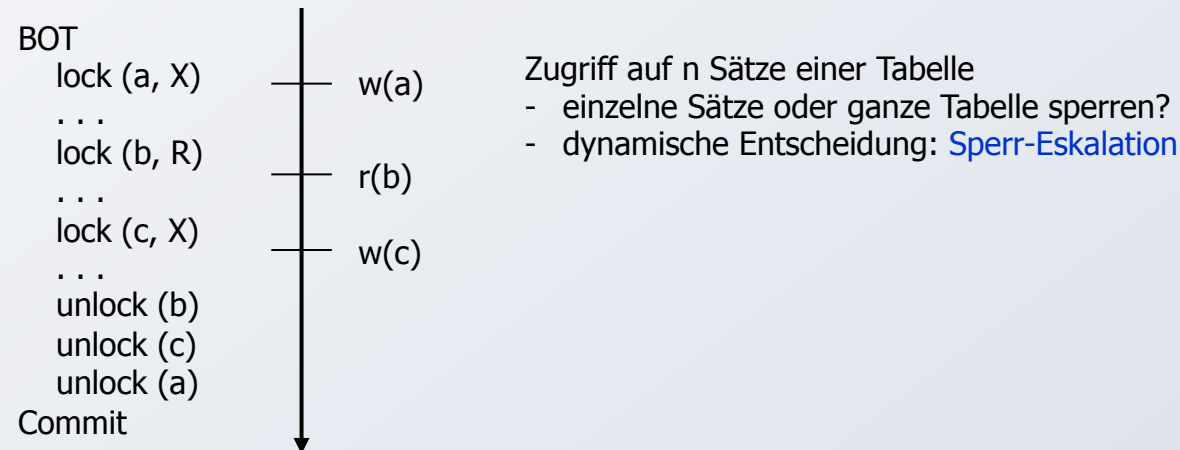 BOT
lock (a, X)
w(a)
. . .
lock (b, R)
r(b)
. . .
lock (c, X)
w(c)
. . .
unlock (b)
unlock (c)
unlock (a)
Commit
Zugriff auf n Sätze einer Tabelle
- einzelne Sätze oder ganze Tabelle sperren?
- dynamische Entscheidung: Sperr-Eskalation